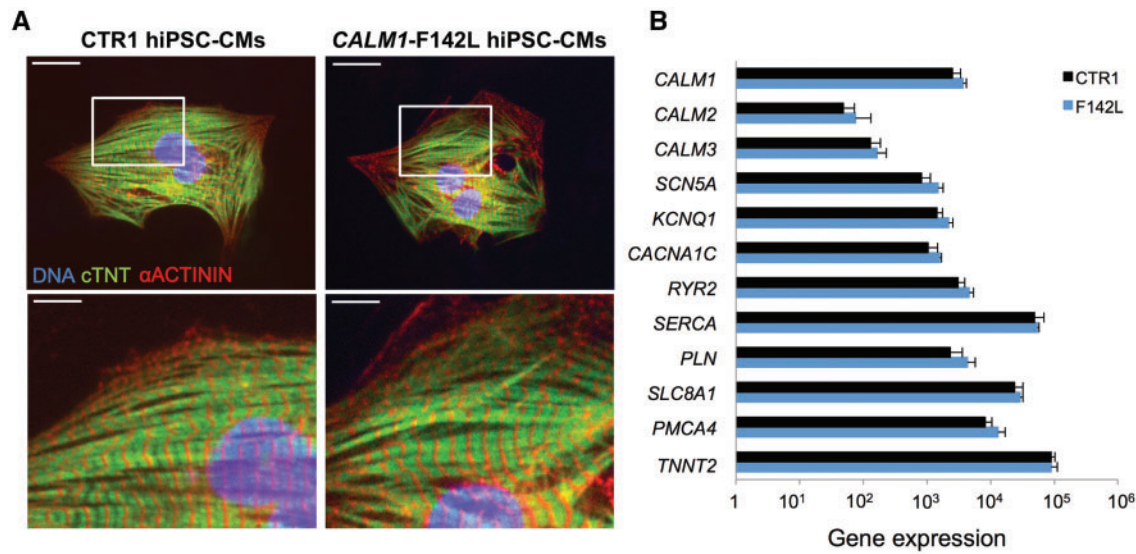 A
CTR1 hiPSC-CMs
CALM1-F142L hiPSC-CMs
DNA cTNT αACTININ
B
CTR1
F142L
CALM1
CALM2
CALM3
SCN5A
KCNQ1
CACNA1C
RYR2
SERCA
PLN
SLC8A1
PMCA4
TNNT2
1 10¹ 10² 10³ 10⁴ 10⁵ 10⁶
Gene expression